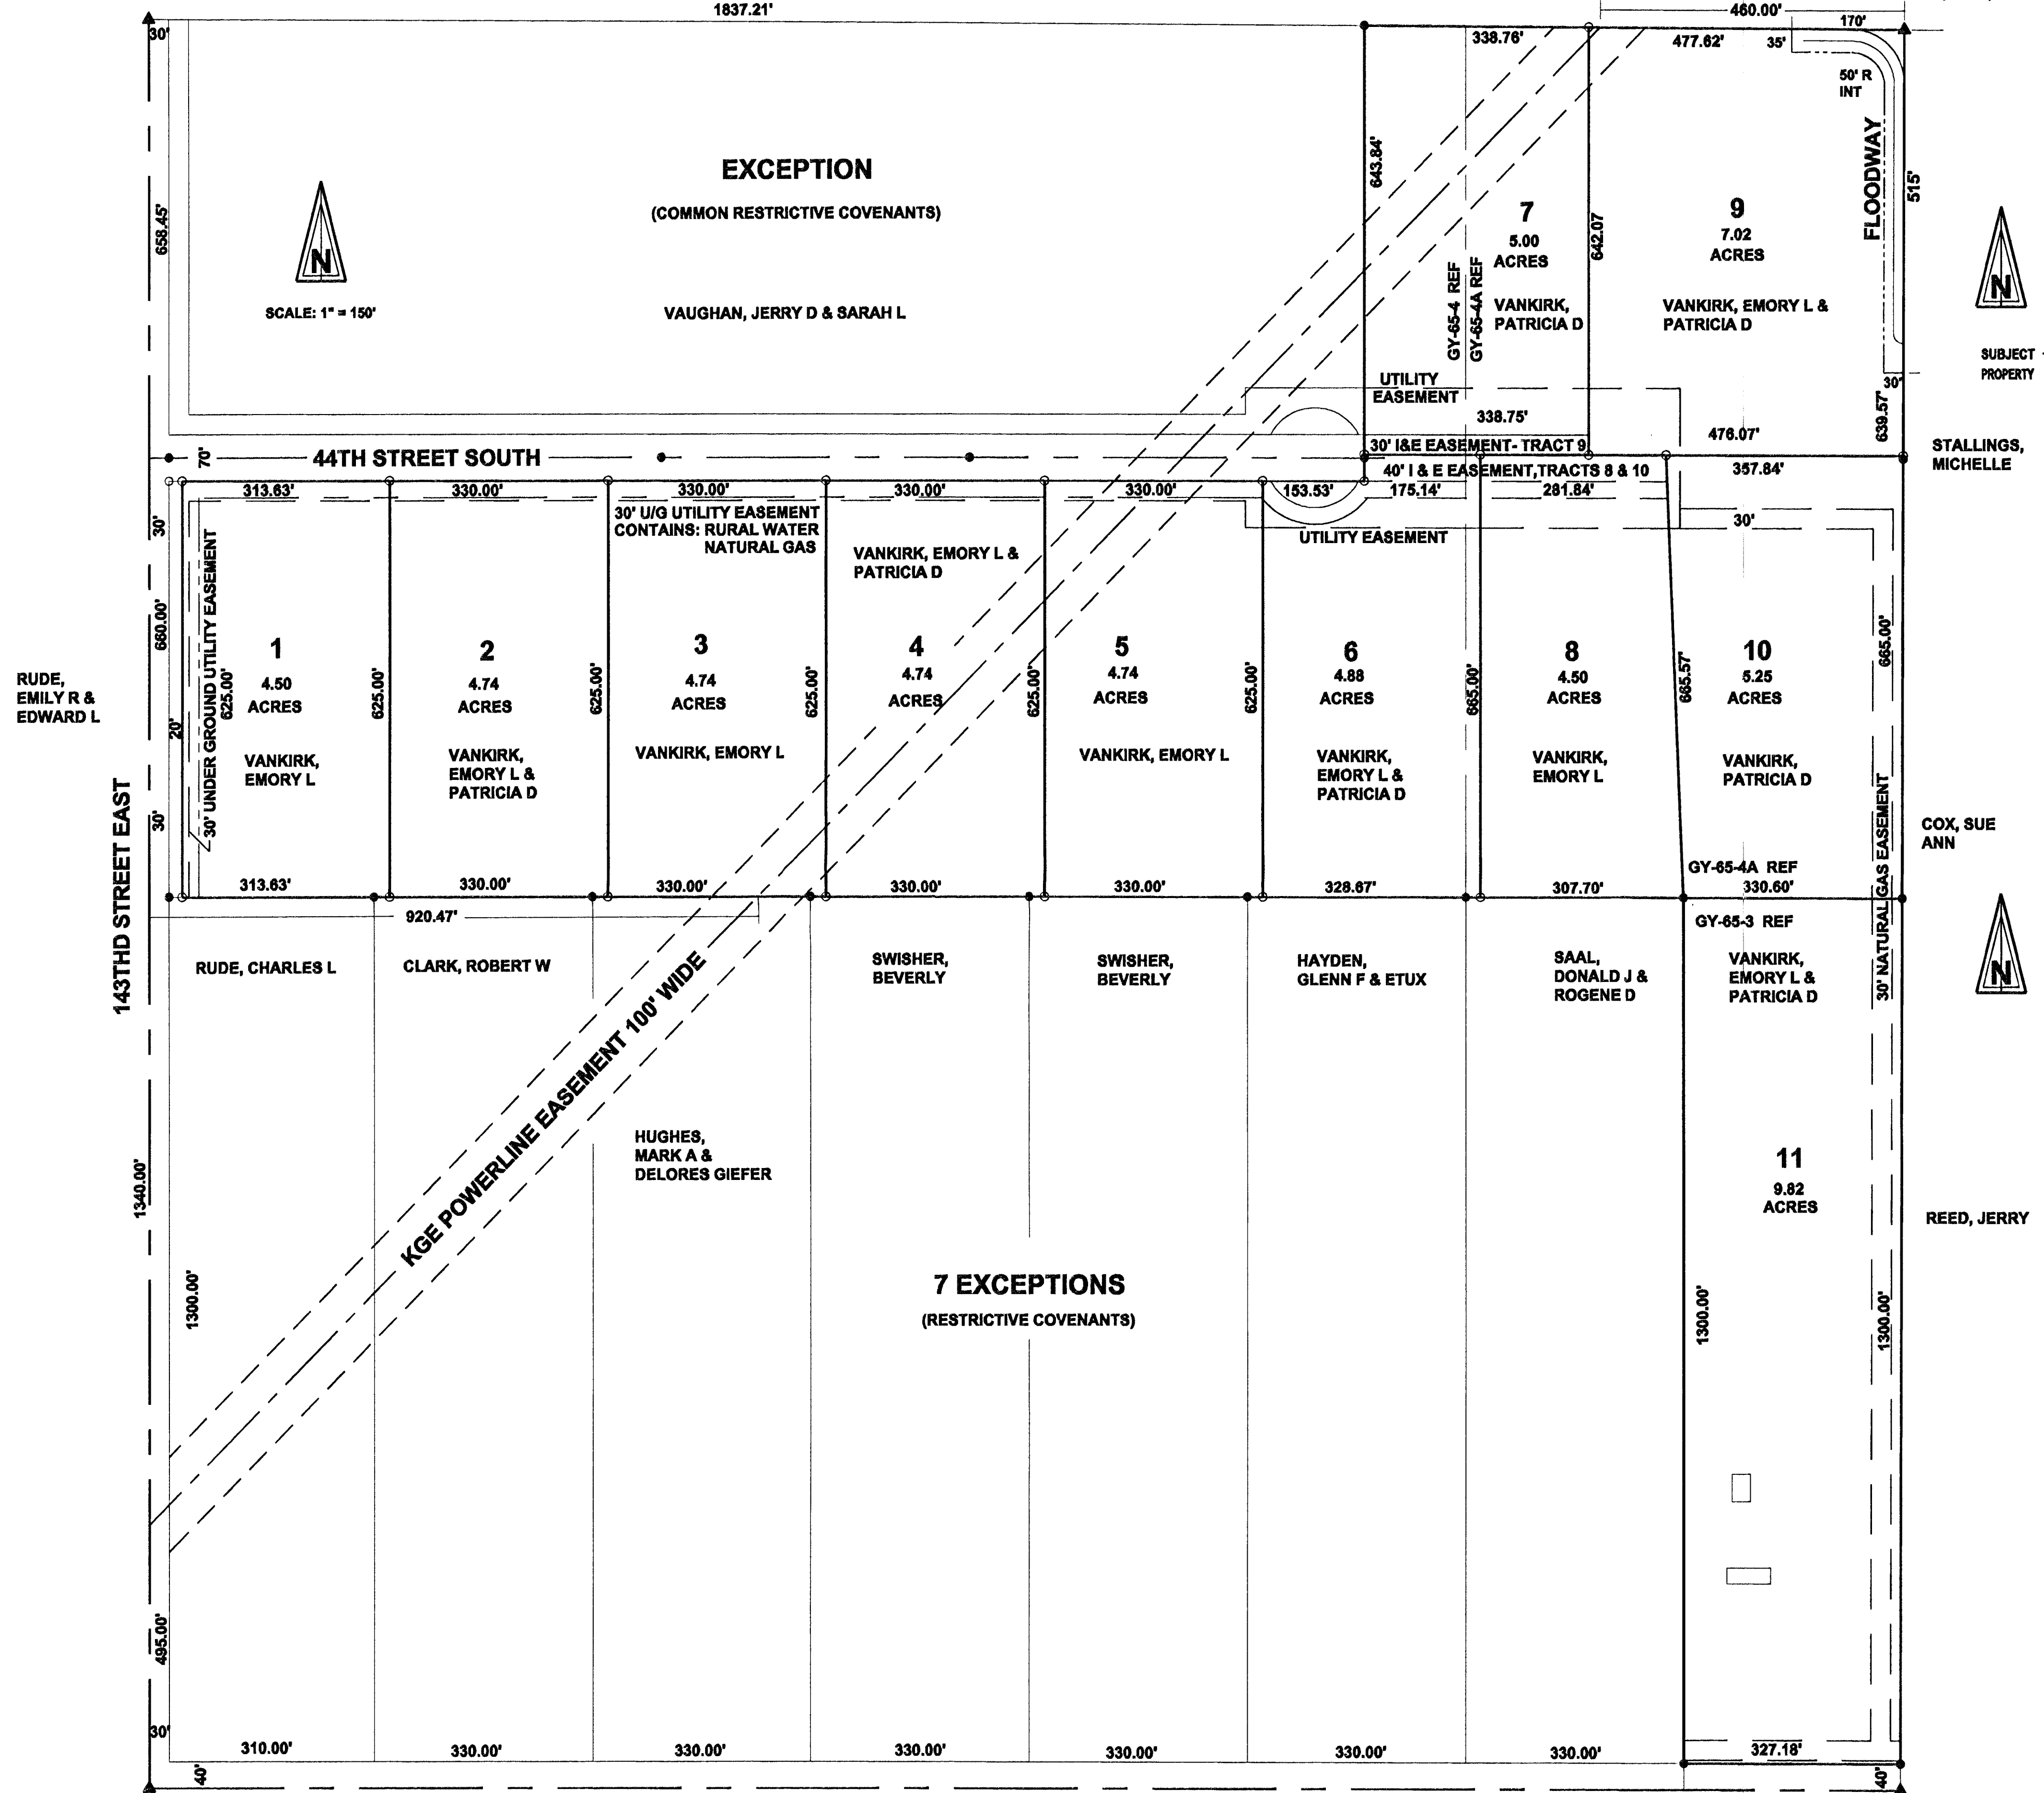 1837.21'
460.00'
170'
30'
338.76'
477.62'
35'
50' R
INT
FLOODWAY
515'
643.84'
658.45'
EXCEPTION
(COMMON RESTRICTIVE COVENANTS)
N
SCALE: 1" = 150'
VAUGHAN, JERRY D & SARAH L
7
5.00
ACRES
VANKIRK,
PATRICIA D
GY-65-4 REF
GY-65-4A REF
642.07
9
7.02
ACRES
VANKIRK, EMORY L &
PATRICIA D
N
SUBJECT
PROPERTY
30'
639.57'
UTILITY
EASEMENT
338.75'
476.07'
30' I&E EASEMENT- TRACT 9
STALLINGS,
MICHELLE
70'
44TH STREET SOUTH
40' I & E EASEMENT,TRACTS 8 & 10
357.84'
313.63'
330.00'
330.00'
330.00'
330.00'
153.53'
175.14'
281.84'
30' U/G UTILITY EASEMENT
CONTAINS: RURAL WATER
NATURAL GAS
30'
30'
UTILITY EASEMENT
VANKIRK, EMORY L &
PATRICIA D
30' UNDER GROUND UTILITY EASEMENT
660.00'
RUDE,
EMILY R &
EDWARD L
20'
30'
143THD STREET EAST
625.00'
1
4.50
ACRES
VANKIRK,
EMORY L
625.00'
2
4.74
ACRES
VANKIRK,
EMORY L &
PATRICIA D
625.00'
3
4.74
ACRES
VANKIRK, EMORY L
625.00'
4
4.74
ACRES
625.00'
5
4.74
ACRES
VANKIRK, EMORY L
625.00'
6
4.88
ACRES
VANKIRK,
EMORY L &
PATRICIA D
665.00'
8
4.50
ACRES
VANKIRK,
EMORY L
665.57'
10
5.25
ACRES
VANKIRK,
PATRICIA D
665.00'
30' NATURAL GAS EASEMENT
COX, SUE
ANN
GY-65-4A REF
313.63'
330.00'
330.00'
330.00'
330.00'
328.67'
307.70'
330.60'
920.47'
GY-65-3 REF
RUDE, CHARLES L
CLARK, ROBERT W
SWISHER,
BEVERLY
SWISHER,
BEVERLY
HAYDEN,
GLENN F & ETUX
SAAL,
DONALD J &
ROGENE D
VANKIRK,
EMORY L &
PATRICIA D
N
KGE POWERLINE EASEMENT 100' WIDE
HUGHES,
MARK A &
DELORES GIEFER
11
9.82
ACRES
REED, JERRY
1340.00'
1300.00'
7 EXCEPTIONS
(RESTRICTIVE COVENANTS)
1300.00'
1300.00'
495.00'
30'
310.00'
330.00'
330.00'
330.00'
330.00'
330.00'
330.00'
327.18'
40'
40'